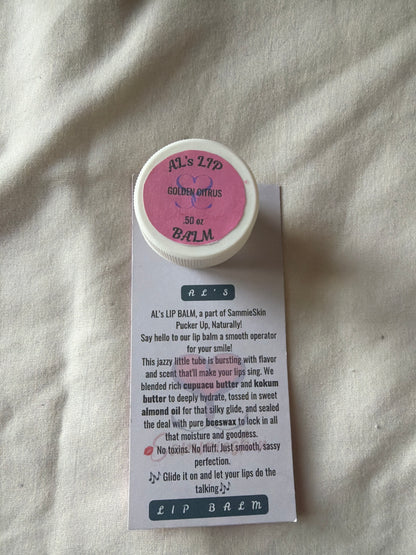 AL's LIP
GOLDEN CITRUS
.50 oz
BALM
AL'S
AL's LIP BALM, a part of SammieSkin
Pucker Up, Naturally!
Say hello to our lip balm a smooth operator
for your smile!
This jazzy little tube is bursting with flavor
and scent that'll make your lips sing. We
blended rich cupuacu butter and kokum
butter to deeply hydrate, tossed in sweet
almond oil for that silky glide, and sealed
the deal with pure beeswax to lock in all
that moisture and goodness.
💋 No toxins. No fluff. Just smooth, sassy
perfection.
🎶 Glide it on and let your lips do the
talking🎶
LIP BALM